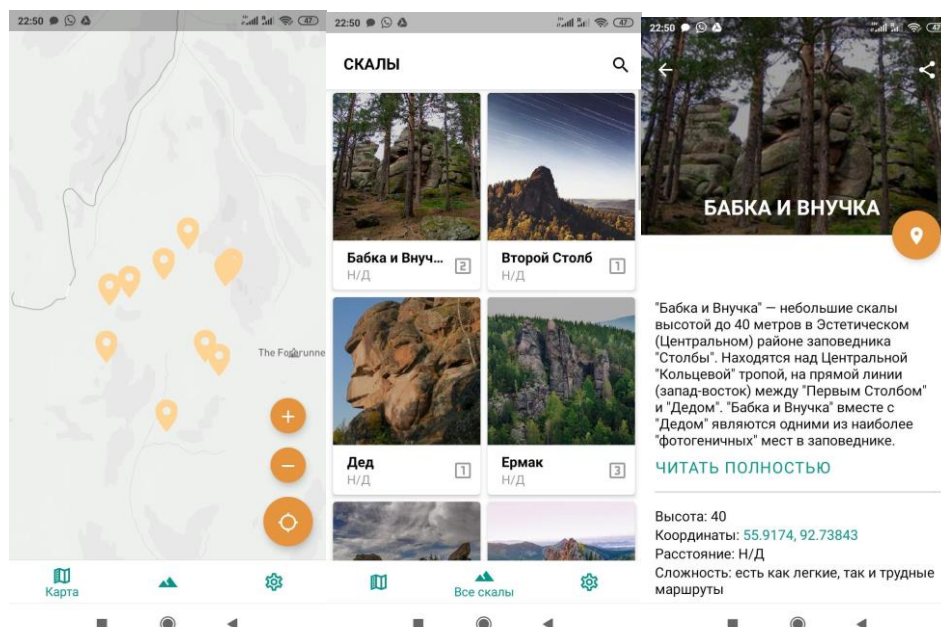 22:50
47
The Forerunne
Карта
22:50
47
СКАЛЫ
Бабка и Внуч...
Н/Д
2
Второй Столб
Н/Д
1
Дед
Н/Д
1
Ермак
Н/Д
3
Все скалы
22:50
47
БАБКА И ВНУЧКА
"Бабка и Внучка" — небольшие скалы
высотой до 40 метров в Эстетическом
(Центральном) районе заповедника
"Столбы". Находятся над Центральной
"Кольцевой" тропой, на прямой линии
(запад-восток) между "Первым Столбом"
и "Дедом". "Бабка и Внучка" вместе с
"Дедом" являются одними из наиболее
"фотогеничных" мест в заповеднике.
ЧИТАТЬ ПОЛНОСТЬЮ
Высота: 40
Координаты: 55.9174, 92.73843
Расстояние: Н/Д
Сложность: есть как легкие, так и трудные
маршруты